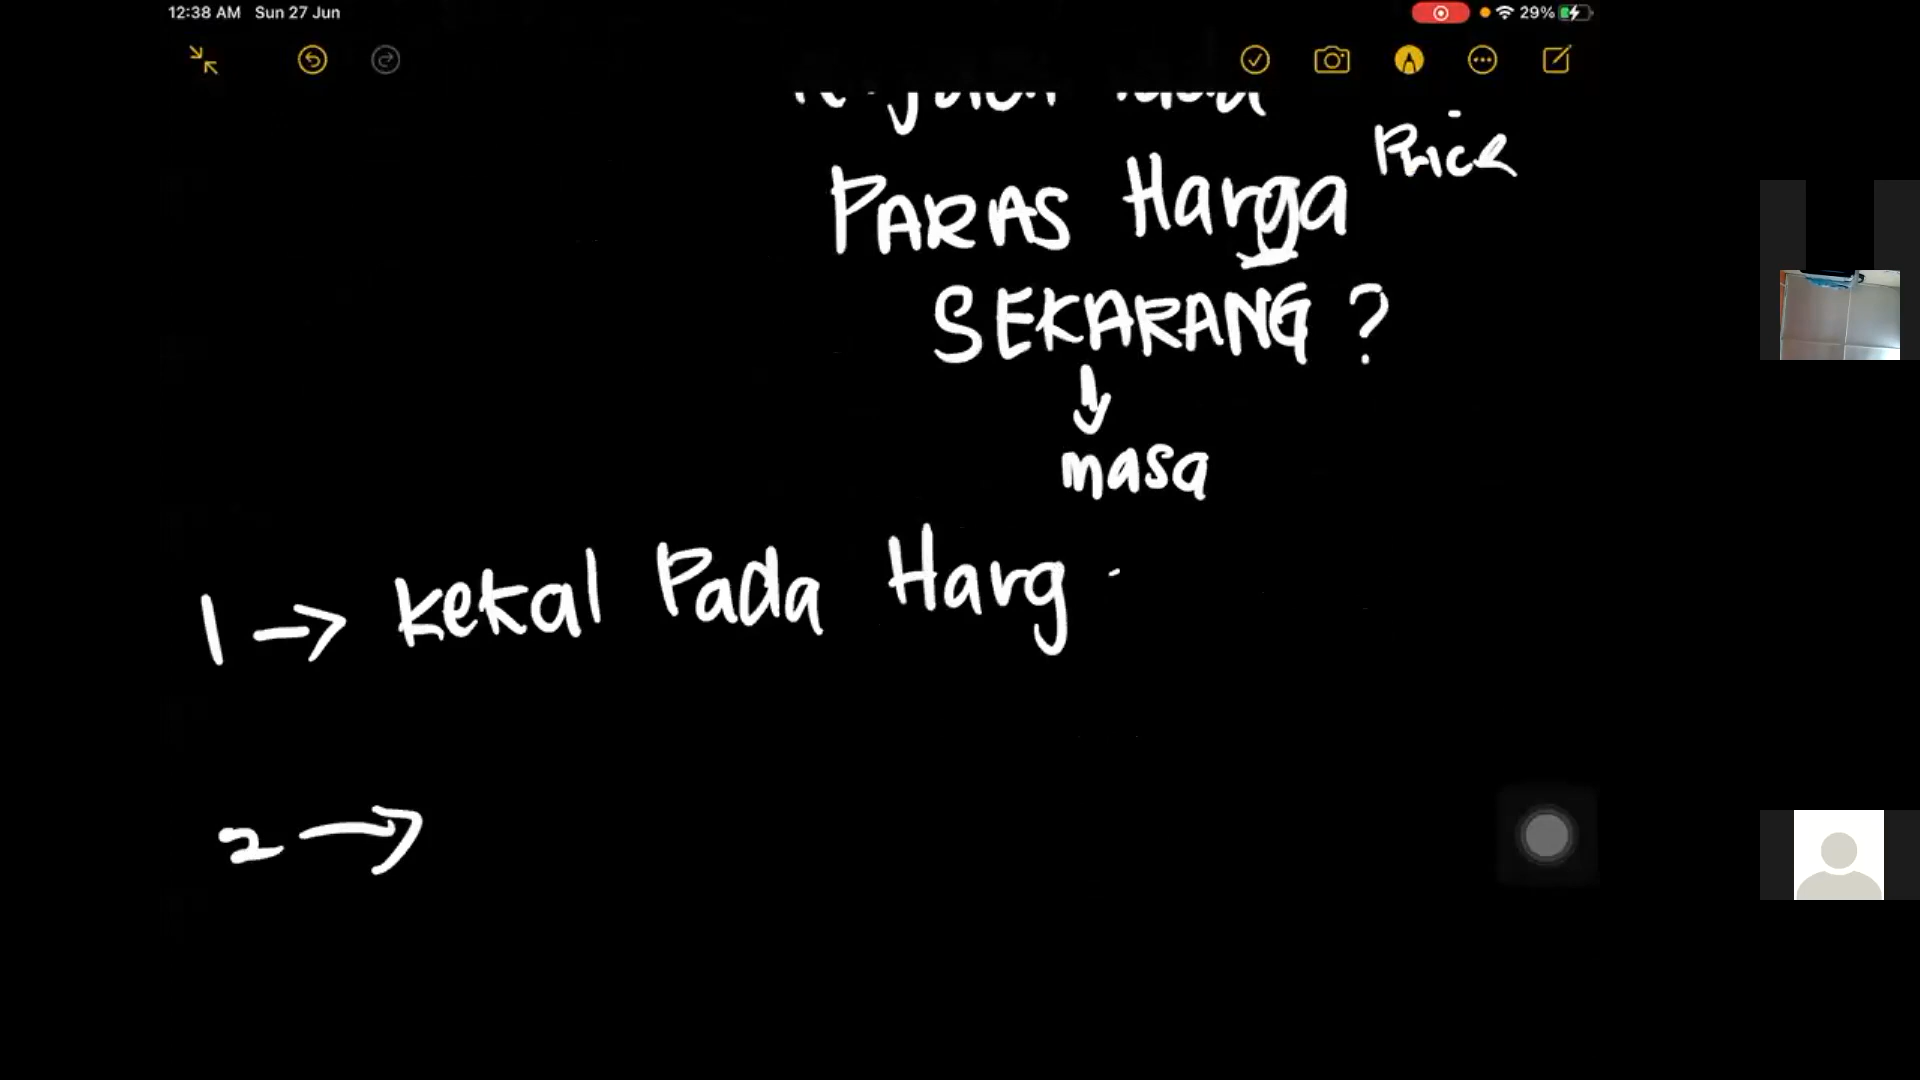 12:38 AM Sun 27 Jun
29%
Price
PARAS Harga
SEKARANG ?
masa
1 → kekal Pada Harg
2 →